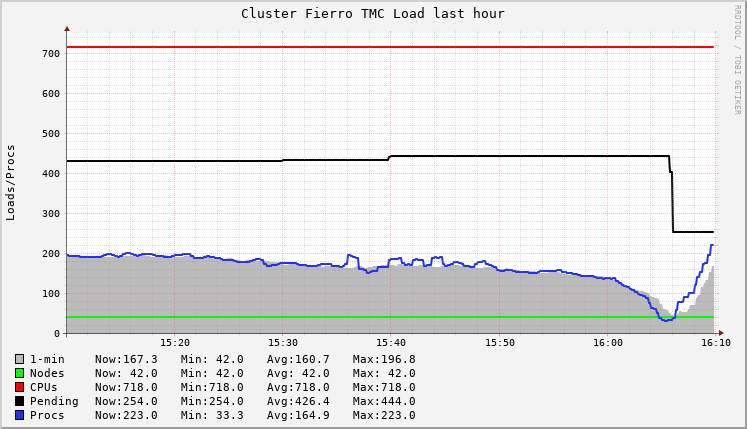 Cluster Fierro TMC Load last hour
RRDTOOL / TOBI OETIKER
Loads/Procs
700
600
500
400
300
200
100
0
15:20 15:30 15:40 15:50 16:00 16:10
1-min Now:167.3 Min: 42.0 Avg:160.7 Max:196.8
Nodes Now: 42.0 Min: 42.0 Avg: 42.0 Max: 42.0
CPUs Now:718.0 Min:718.0 Avg:718.0 Max:718.0
Pending Now:254.0 Min:254.0 Avg:426.4 Max:444.0
Procs Now:223.0 Min: 33.3 Avg:164.9 Max:223.0